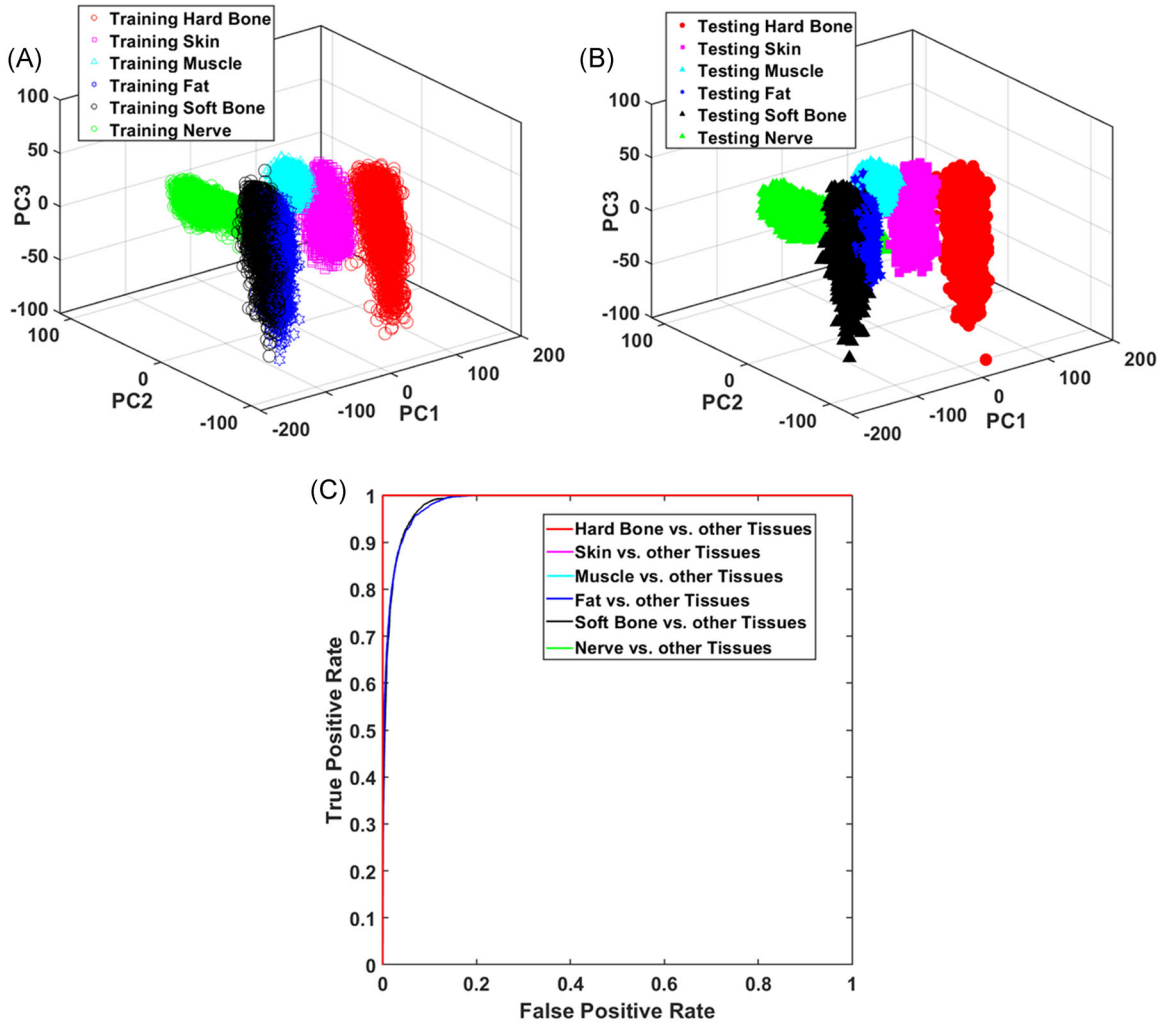 (A)
Training Hard Bone
Training Skin
Training Muscle
Training Fat
Training Soft Bone
Training Nerve
100
50
0
-50
-100
PC3
100
0
-100
PC2
-200
-100
0
100
200
PC1
(B)
Testing Hard Bone
Testing Skin
Testing Muscle
Testing Fat
Testing Soft Bone
Testing Nerve
100
50
0
-50
-100
PC3
100
0
-100
PC2
-200
-100
0
100
200
PC1
(C)
1
0.9
0.8
0.7
0.6
0.5
0.4
0.3
0.2
0.1
0
True Positive Rate
Hard Bone vs. other Tissues
Skin vs. other Tissues
Muscle vs. other Tissues
Fat vs. other Tissues
Soft Bone vs. other Tissues
Nerve vs. other Tissues
0
0.2
0.4
0.6
0.8
1
False Positive Rate